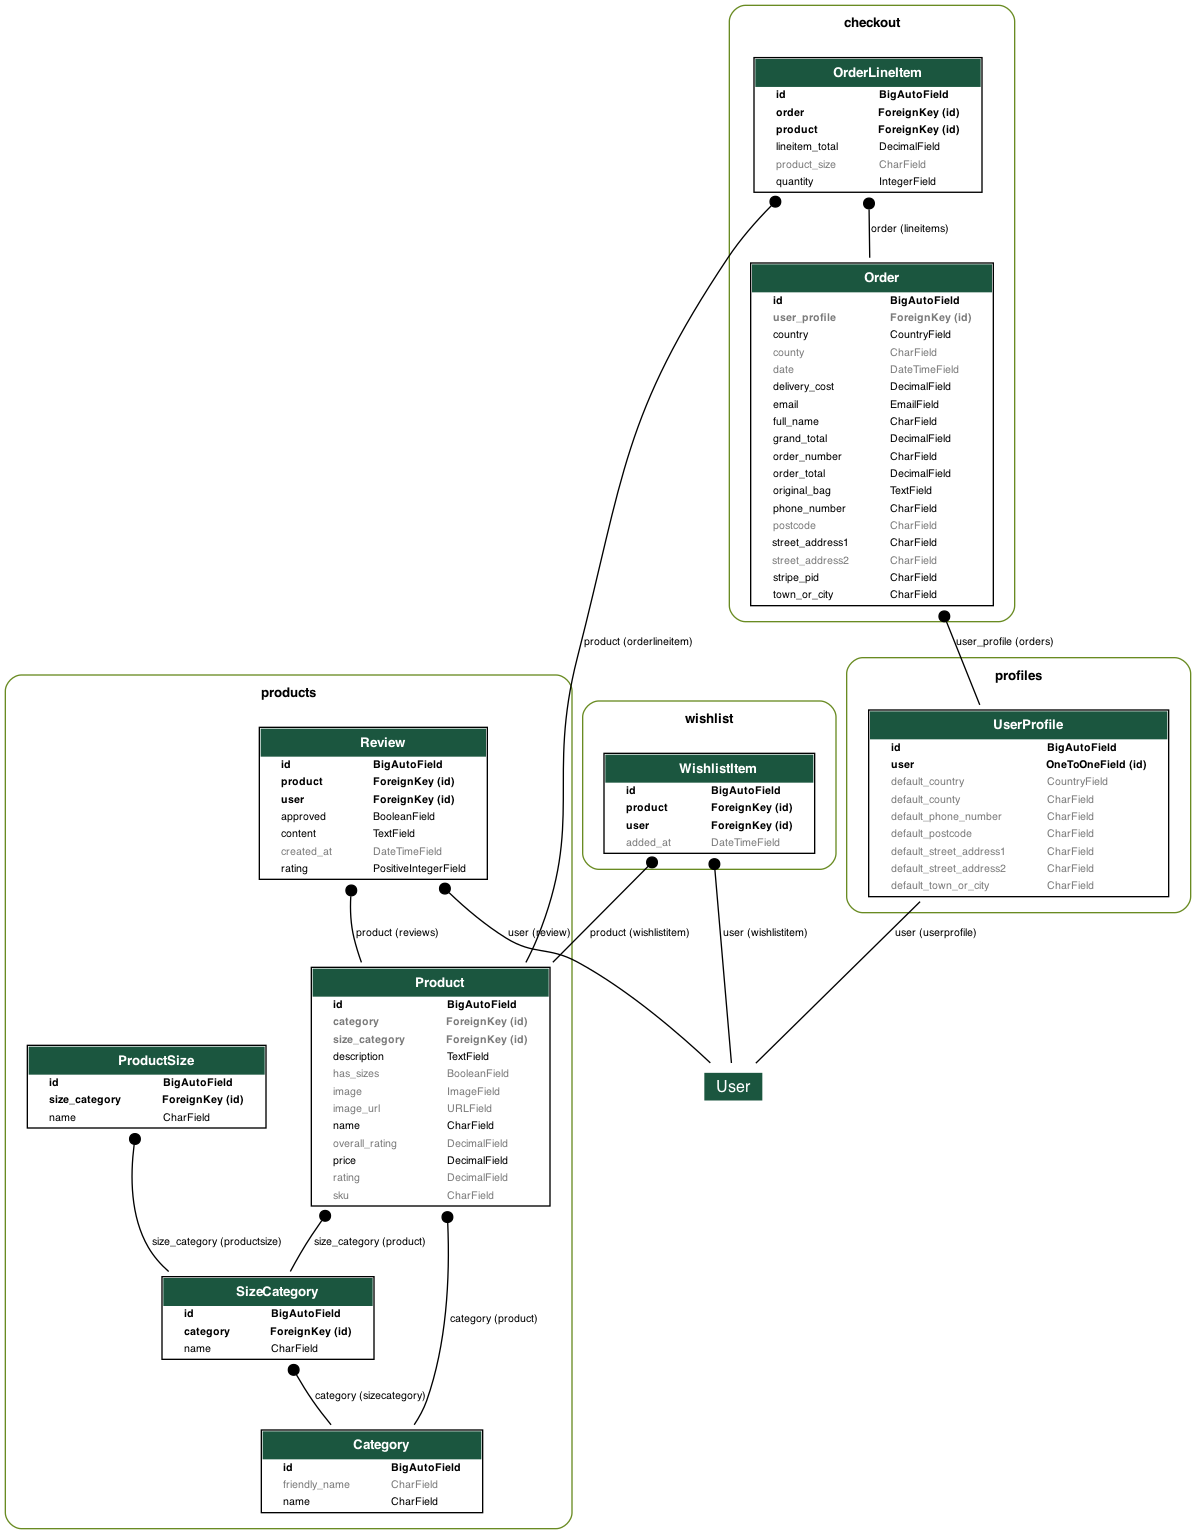 checkout
OrderLineItem
id BigAutoField
order ForeignKey (id)
product ForeignKey (id)
lineitem_total DecimalField
product_size CharField
quantity IntegerField
order (lineitems)
Order
id BigAutoField
user_profile ForeignKey (id)
country CountryField
county CharField
date DateTimeField
delivery_cost DecimalField
email EmailField
full_name CharField
grand_total DecimalField
order_number CharField
order_total DecimalField
original_bag TextField
phone_number CharField
postcode CharField
street_address1 CharField
street_address2 CharField
stripe_pid CharField
town_or_city CharField
product (orderlineitem)
user_profile (orders)
products
Review
id BigAutoField
product ForeignKey (id)
user ForeignKey (id)
approved BooleanField
content TextField
created_at DateTimeField
rating PositiveIntegerField
wishlist
WishlistItem
id BigAutoField
product ForeignKey (id)
user ForeignKey (id)
added_at DateTimeField
profiles
UserProfile
id BigAutoField
user OneToOneField (id)
default_country CountryField
default_county CharField
default_phone_number CharField
default_postcode CharField
default_street_address1 CharField
default_street_address2 CharField
default_town_or_city CharField
product (reviews)
user (review)
product (wishlistitem)
user (wishlistitem)
user (userprofile)
Product
id BigAutoField
category ForeignKey (id)
size_category ForeignKey (id)
description TextField
has_sizes BooleanField
image ImageField
image_url URLField
name CharField
overall_rating DecimalField
price DecimalField
rating DecimalField
sku CharField
User
ProductSize
id BigAutoField
size_category ForeignKey (id)
name CharField
size_category (productsize)
size_category (product)
SizeCategory
id BigAutoField
category ForeignKey (id)
name CharField
category (product)
category (sizecategory)
Category
id BigAutoField
friendly_name CharField
name CharField